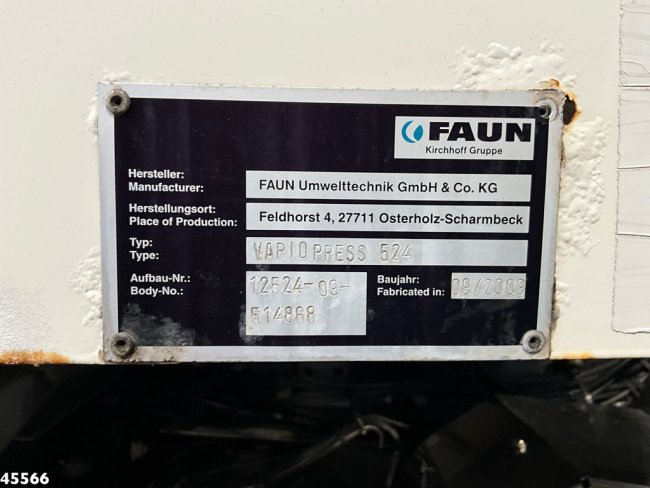 FAUN
Kirchhoff Gruppe
Hersteller:
Manufacturer:
FAUN Umwelttechnik GmbH & Co. KG
Herstellungsort:
Place of Production:
Feldhorst 4, 27711 Osterholz-Scharmbeck
Typ:
Type:
VARIOPRESS 524
Aufbau-Nr.:
Body-No.:
12524-09-
514868
Baujahr:
Fabricated in:
09/2009
45566